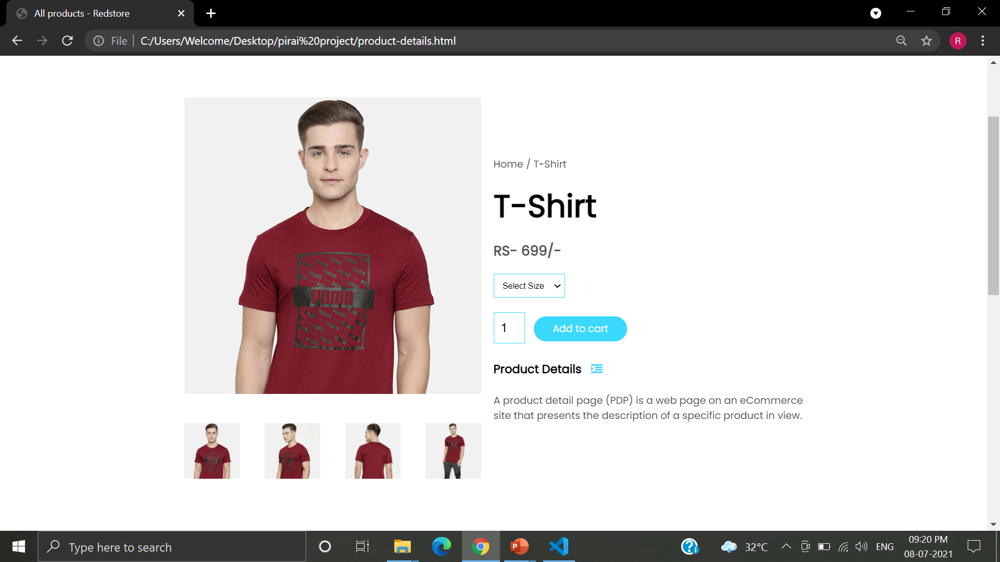 All products - Redstore
File
C:/Users/Welcome/Desktop/pirai%20project/product-details.html
R
Home / T-Shirt
T-Shirt
RS- 699/-
Select Size
1
Add to cart
Product Details
A product detail page (PDP) is a web page on an eCommerce
site that presents the description of a specific product in view.
PUMA
Type here to search
32°C
ENG
09:20 PM
08-07-2021